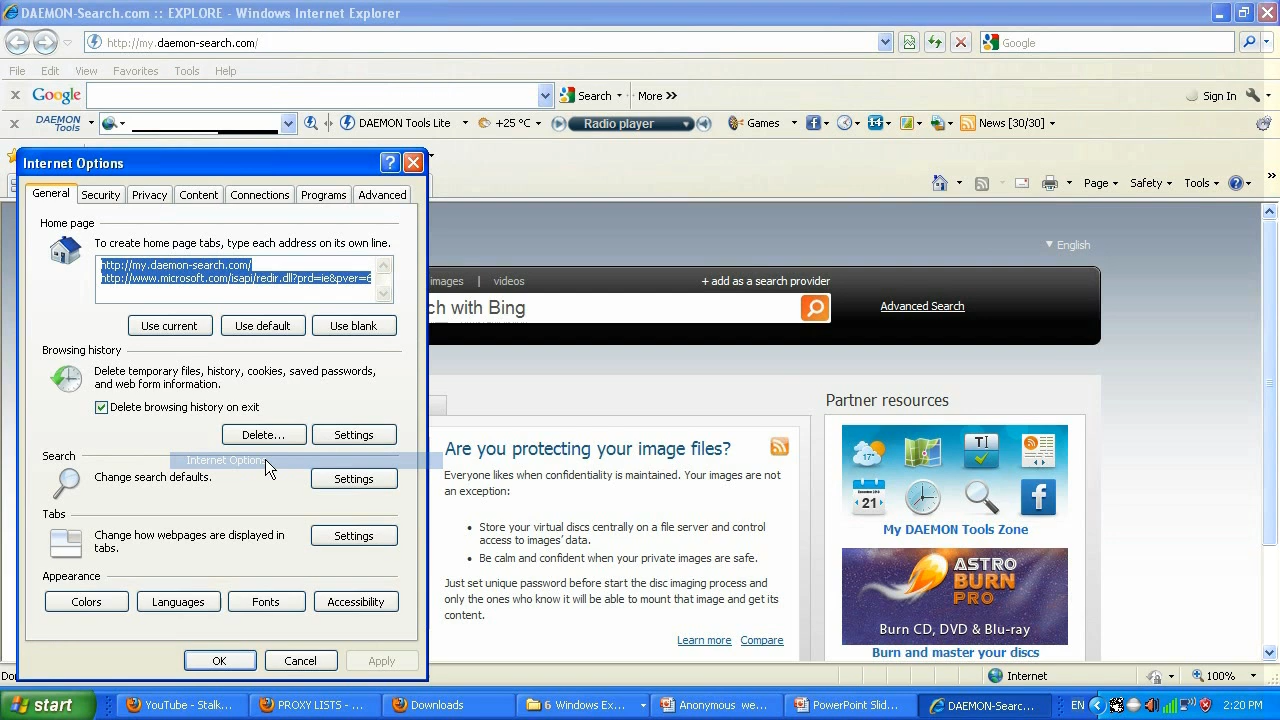 DAEMON-Search.com :: EXPLORE - Windows Internet Explorer
http://my.daemon-search.com/
Google
File Edit View Favorites Tools Help
Google Search More Sign In
DAEMON Tools DAEMON Tools Lite +25 °C Radio player Games News [30/30]
Page Safety Tools
Internet Options
General Security Privacy Content Connections Programs Advanced
Home page
To create home page tabs, type each address on its own line.
http://my.daemon-search.com/
http://www.microsoft.com/isapi/redir.dll?prd=ie&pver=6
Use current Use default Use blank
Browsing history
Delete temporary files, history, cookies, saved passwords,
and web form information.
Delete browsing history on exit
Delete... Settings
Internet Options
Search
Change search defaults.
Settings
Tabs
Change how webpages are displayed in
tabs.
Settings
Appearance
Colors Languages Fonts Accessibility
OK Cancel Apply
English
images videos + add as a search provider
ch with Bing
Advanced Search
Are you protecting your image files?
Everyone likes when confidentiality is maintained. Your images are not
an exception:
• Store your virtual discs centrally on a file server and control
access to images' data.
• Be calm and confident when your private images are safe.
Just set unique password before start the disc imaging process and
only the ones who know it will be able to mount that image and get its
content.
Learn more Compare
Partner resources
17°
TI
21
My DAEMON Tools Zone
ASTRO
BURN
PRO
Burn CD, DVD & Blu-ray
Burn and master your discs
Do
Internet 100%
start YouTube - Stalk... PROXY LISTS - ... Downloads 6 Windows Ex... Anonymous we... PowerPoint Slid... DAEMON-Searc... EN 2:20 PM